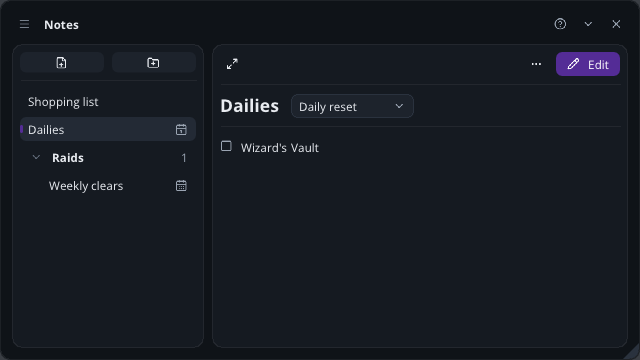 Notes
Edit
Shopping list
Dailies
Raids 1
Weekly clears
Dailies Daily reset
Wizard's Vault